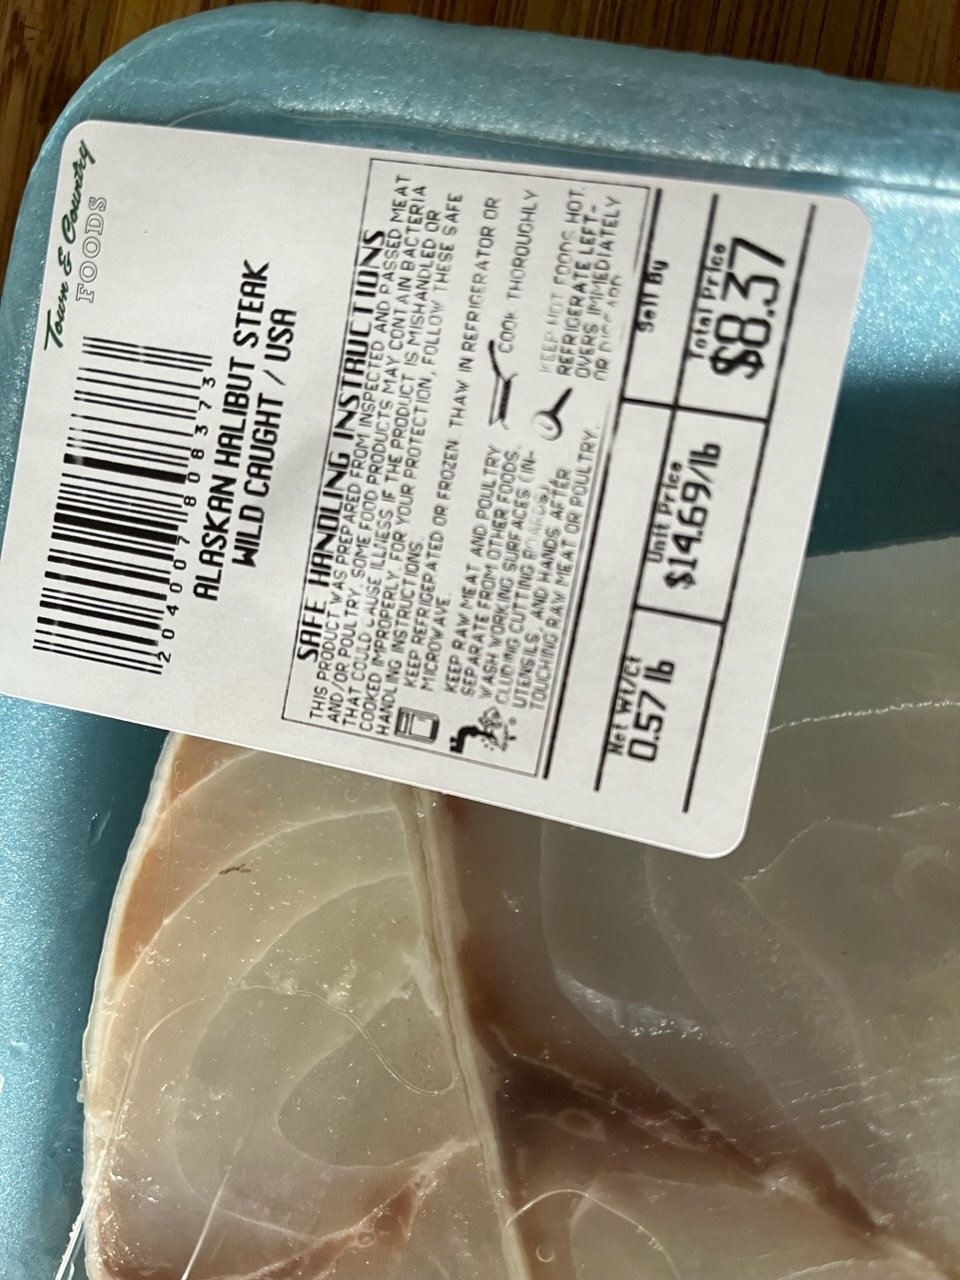 Town & Country
FOODS
2 04007 808373
ALASKAN HALIBUT STEAK
WILD CAUGHT / USA
SAFE HANDLING INSTRUCTIONS
THIS PRODUCT WAS PREPARED FROM INSPECTED AND PASSED MEAT
AND/OR POULTRY. SOME FOOD PRODUCTS MAY CONTAIN BACTERIA
THAT COULD CAUSE ILLNESS IF THE PRODUCT IS MISHANDLED OR
COOKED IMPROPERLY. FOR YOUR PROTECTION, FOLLOW THESE SAFE
HANDLING INSTRUCTIONS.
KEEP REFRIGERATED OR FROZEN. THAW IN REFRIGERATOR OR
MICROWAVE.
KEEP RAW MEAT AND POULTRY
SEPARATE FROM OTHER FOODS.
WASH WORKING SURFACES (IN-
CLUDING CUTTING BOARDS),
UTENSILS, AND HANDS AFTER
TOUCHING RAW MEAT OR POULTRY.
COOK THOROUGHLY
KEEP HOT FOODS HOT.
REFRIGERATE LEFT-
OVERS IMMEDIATELY
OR DISCARD
Sell By
Net Wt/Ct
0.57 lb
Unit Price
$14.69/lb
Total Price
$8.37